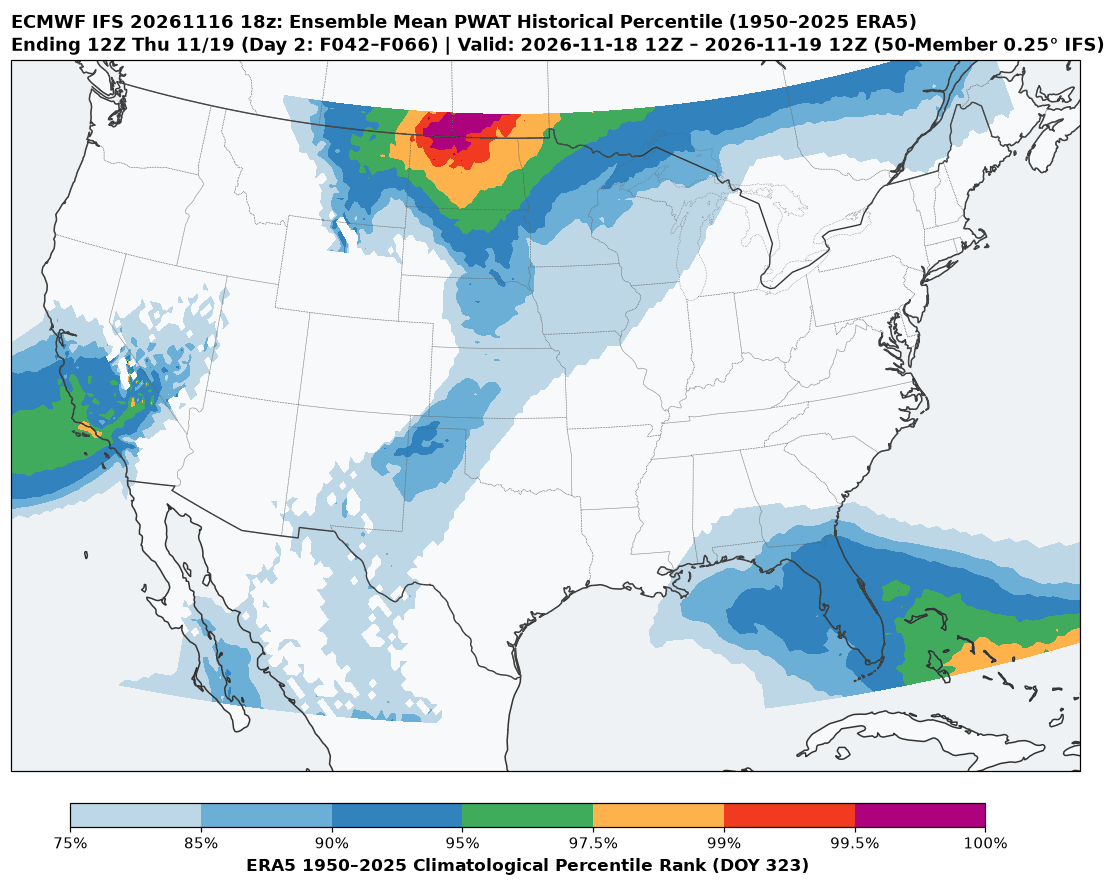 ECMWF IFS 20261116 18z: Ensemble Mean PWAT Historical Percentile (1950–2025 ERA5)
Ending 12Z Thu 11/19 (Day 2: F042–F066) | Valid: 2026-11-18 12Z – 2026-11-19 12Z (50-Member 0.25° IFS)
75% 85% 90% 95% 97.5% 99% 99.5% 100%
ERA5 1950–2025 Climatological Percentile Rank (DOY 323)